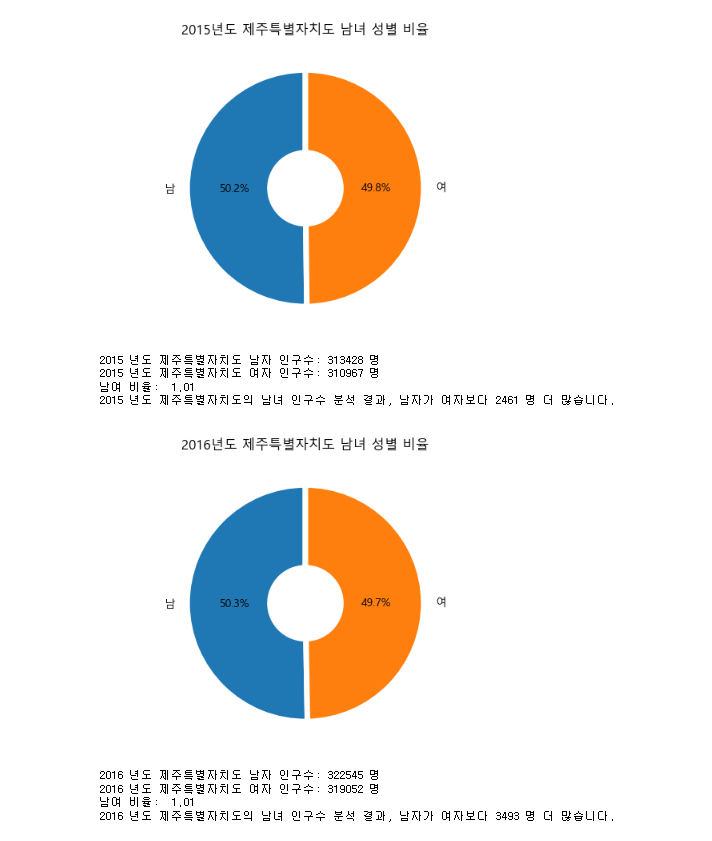 2015년도 제주특별자치도 남녀 성별 비율
남
50.2%
49.8%
여
2015 년도 제주특별자치도 남자 인구수: 313428 명
2015 년도 제주특별자치도 여자 인구수: 310967 명
남여 비율: 1.01
2015 년도 제주특별자치도의 남녀 인구수 분석 결과, 남자가 여자보다 2461 명 더 많습니다.
2016년도 제주특별자치도 남녀 성별 비율
남
50.3%
49.7%
여
2016 년도 제주특별자치도 남자 인구수: 322545 명
2016 년도 제주특별자치도 여자 인구수: 319052 명
남여 비율: 1.01
2016 년도 제주특별자치도의 남녀 인구수 분석 결과, 남자가 여자보다 3493 명 더 많습니다.